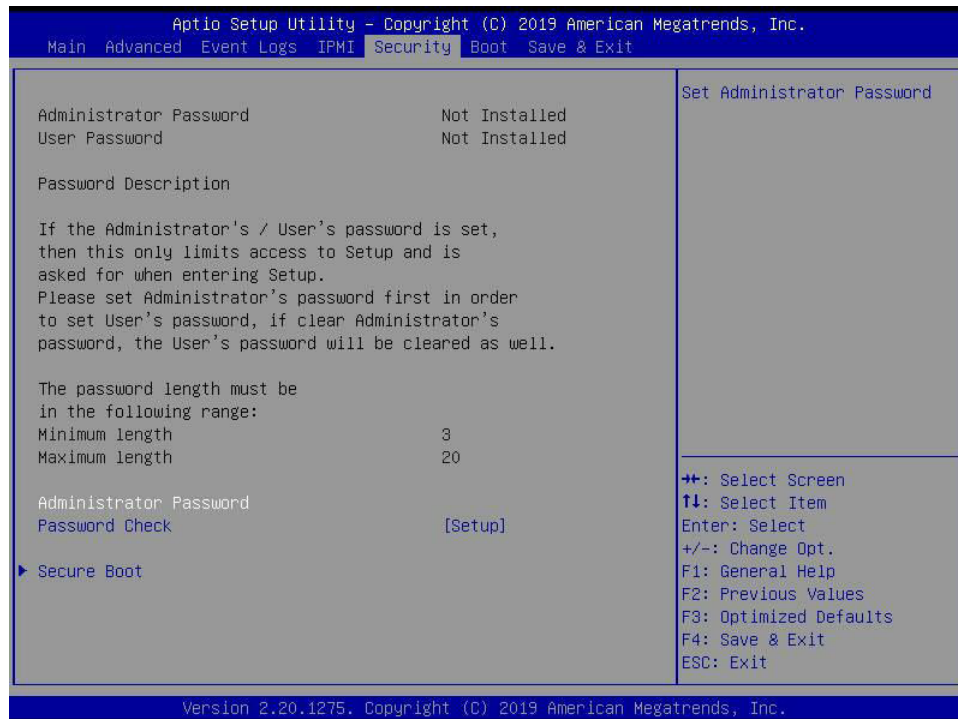 Aptio Setup Utility – Copyright (C) 2019 American Megatrends, Inc.
Main Advanced Event Logs IPMI Security Boot Save & Exit
Administrator Password Not Installed
User Password Not Installed
Password Description
If the Administrator's / User's password is set,
then this only limits access to Setup and is
asked for when entering Setup.
Please set Administrator's password first in order
to set User's password, if clear Administrator's
password, the User's password will be cleared as well.
The password length must be
in the following range:
Minimum length 3
Maximum length 20
Administrator Password
Password Check [Setup]
Secure Boot
Set Administrator Password
→←: Select Screen
↑↓: Select Item
Enter: Select
+/-: Change Opt.
F1: General Help
F2: Previous Values
F3: Optimized Defaults
F4: Save & Exit
ESC: Exit
Version 2.20.1275. Copyright (C) 2019 American Megatrends, Inc.